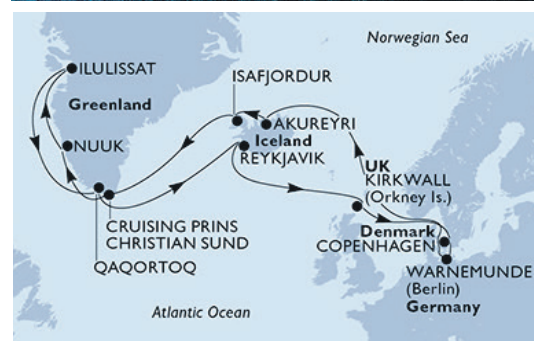 Norwegian Sea
ILULISSAT
ISAFJORDUR
Greenland
AKUREYRI
Iceland
NUUK
REYKJAVIK
UK
KIRKWALL
(Orkney Is.)
CRUISING PRINS
CHRISTIAN SUND
Denmark
COPENHAGEN
QAQORTOQ
WARNEMUNDE
(Berlin)
Germany
Atlantic Ocean